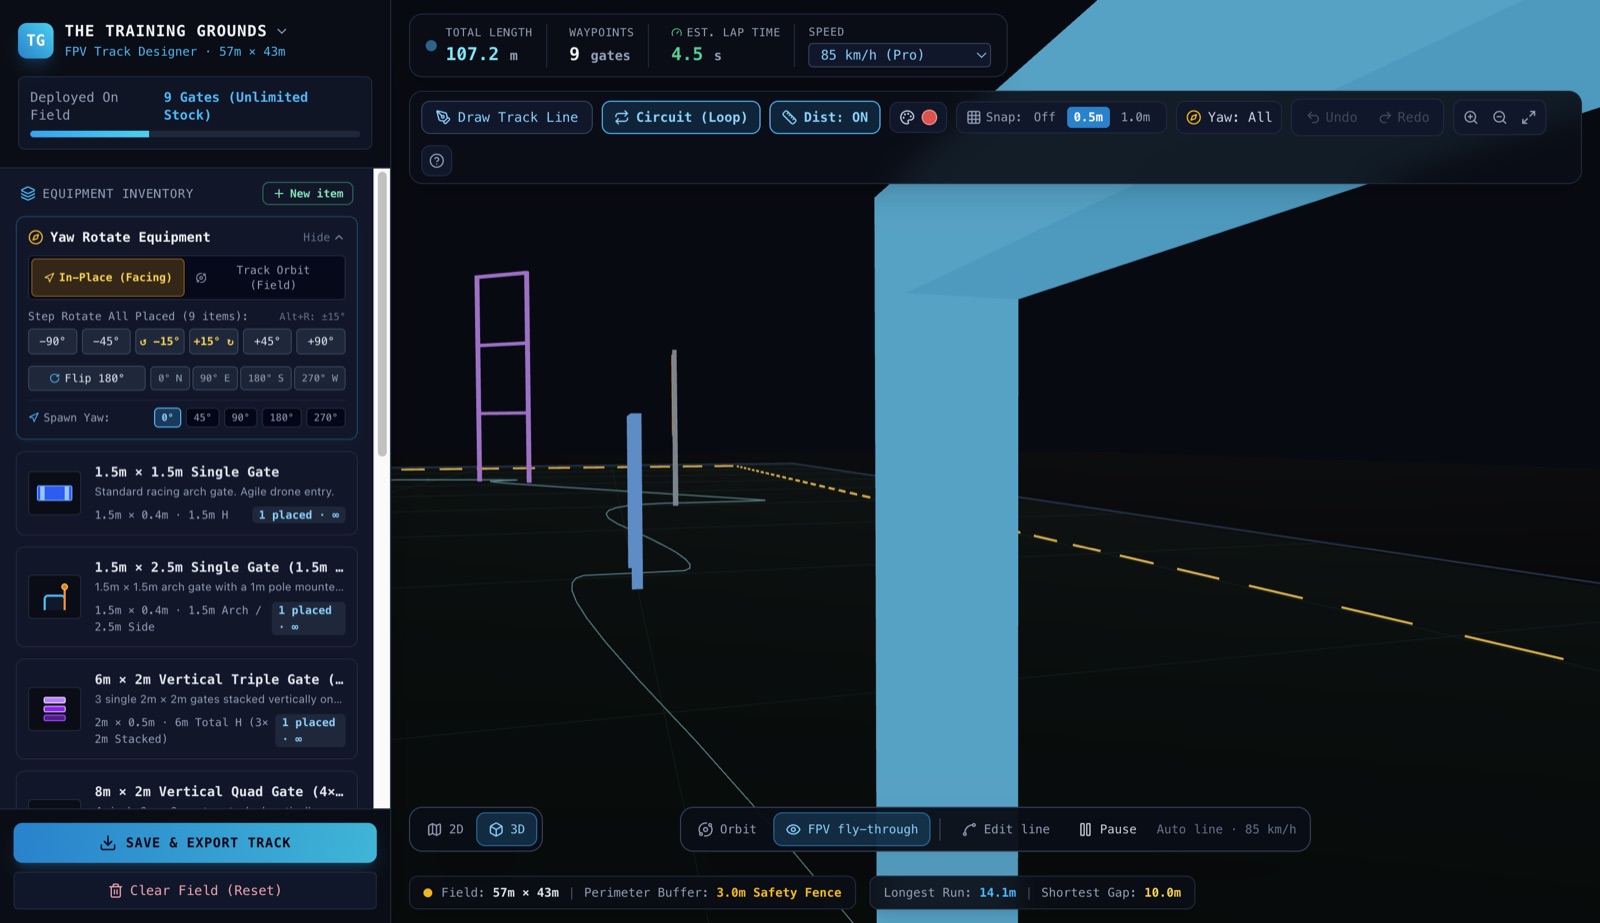 TG
THE TRAINING GROUNDS
FPV Track Designer · 57m × 43m
Deployed On Field
9 Gates (Unlimited Stock)
EQUIPMENT INVENTORY
+ New item
Yaw Rotate Equipment
Hide
In-Place (Facing)
Track Orbit (Field)
Step Rotate All Placed (9 items):
Alt+R: ±15°
−90°
−45°
↺ −15°
+15° ↻
+45°
+90°
Flip 180°
0° N
90° E
180° S
270° W
Spawn Yaw:
0°
45°
90°
180°
270°
1.5m × 1.5m Single Gate
Standard racing arch gate. Agile drone entry.
1.5m × 0.4m · 1.5m H
1 placed · ∞
1.5m × 2.5m Single Gate (1.5m …
1.5m × 1.5m arch gate with a 1m pole mounte…
1.5m × 0.4m · 1.5m Arch / 2.5m Side
1 placed · ∞
6m × 2m Vertical Triple Gate (…
3 single 2m × 2m gates stacked vertically on…
2m × 0.5m · 6m Total H (3× 2m Stacked)
1 placed · ∞
8m × 2m Vertical Quad Gate (4×…
SAVE & EXPORT TRACK
Clear Field (Reset)
TOTAL LENGTH
107.2 m
WAYPOINTS
9 gates
EST. LAP TIME
4.5 s
SPEED
85 km/h (Pro)
Draw Track Line
Circuit (Loop)
Dist: ON
Snap:
Off
0.5m
1.0m
Yaw: All
Undo
Redo
2D
3D
Orbit
FPV fly-through
Edit line
Pause
Auto line · 85 km/h
Field: 57m × 43m | Perimeter Buffer: 3.0m Safety Fence
Longest Run: 14.1m | Shortest Gap: 10.0m